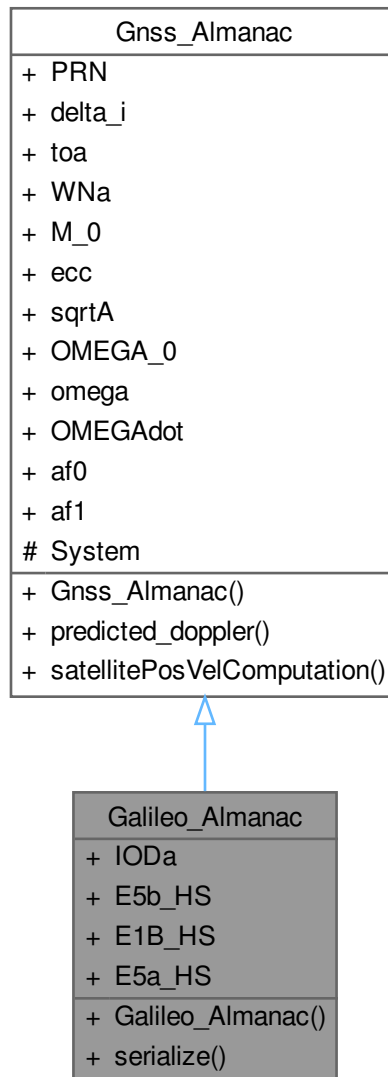 Gnss_Almanac
+ PRN
+ delta_i
+ toa
+ WNa
+ M_0
+ ecc
+ sqrtA
+ OMEGA_0
+ omega
+ OMEGAdot
+ af0
+ af1
# System
+ Gnss_Almanac()
+ predicted_doppler()
+ satellitePosVelComputation()
Galileo_Almanac
+ IODa
+ E5b_HS
+ E1B_HS
+ E5a_HS
+ Galileo_Almanac()
+ serialize()